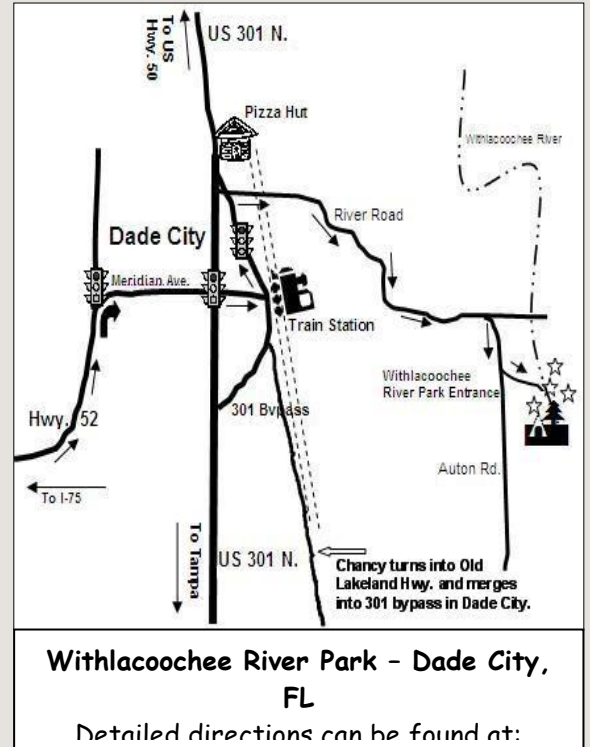 To US
Hwy. 50
US 301 N.
Pizza Hut
Withlacoochee River
River Road
Dade City
Meridian Ave.
Train Station
Withlacoochee
River Park Entrance
301 Bypass
Hwy. 52
Auton Rd.
To I-75
To Tampa
US 301 N.
Chancy turns into Old
Lakeland Hwy. and merges
into 301 bypass in Dade City.
Withlacoochee River Park – Dade City,
FL
Detailed directions can be found at: